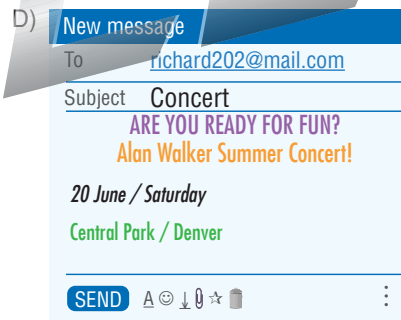 D)
New message
To richard202@mail.com
Subject Concert
ARE YOU READY FOR FUN?
Alan Walker Summer Concert!
20 June / Saturday
Central Park / Denver
SEND A